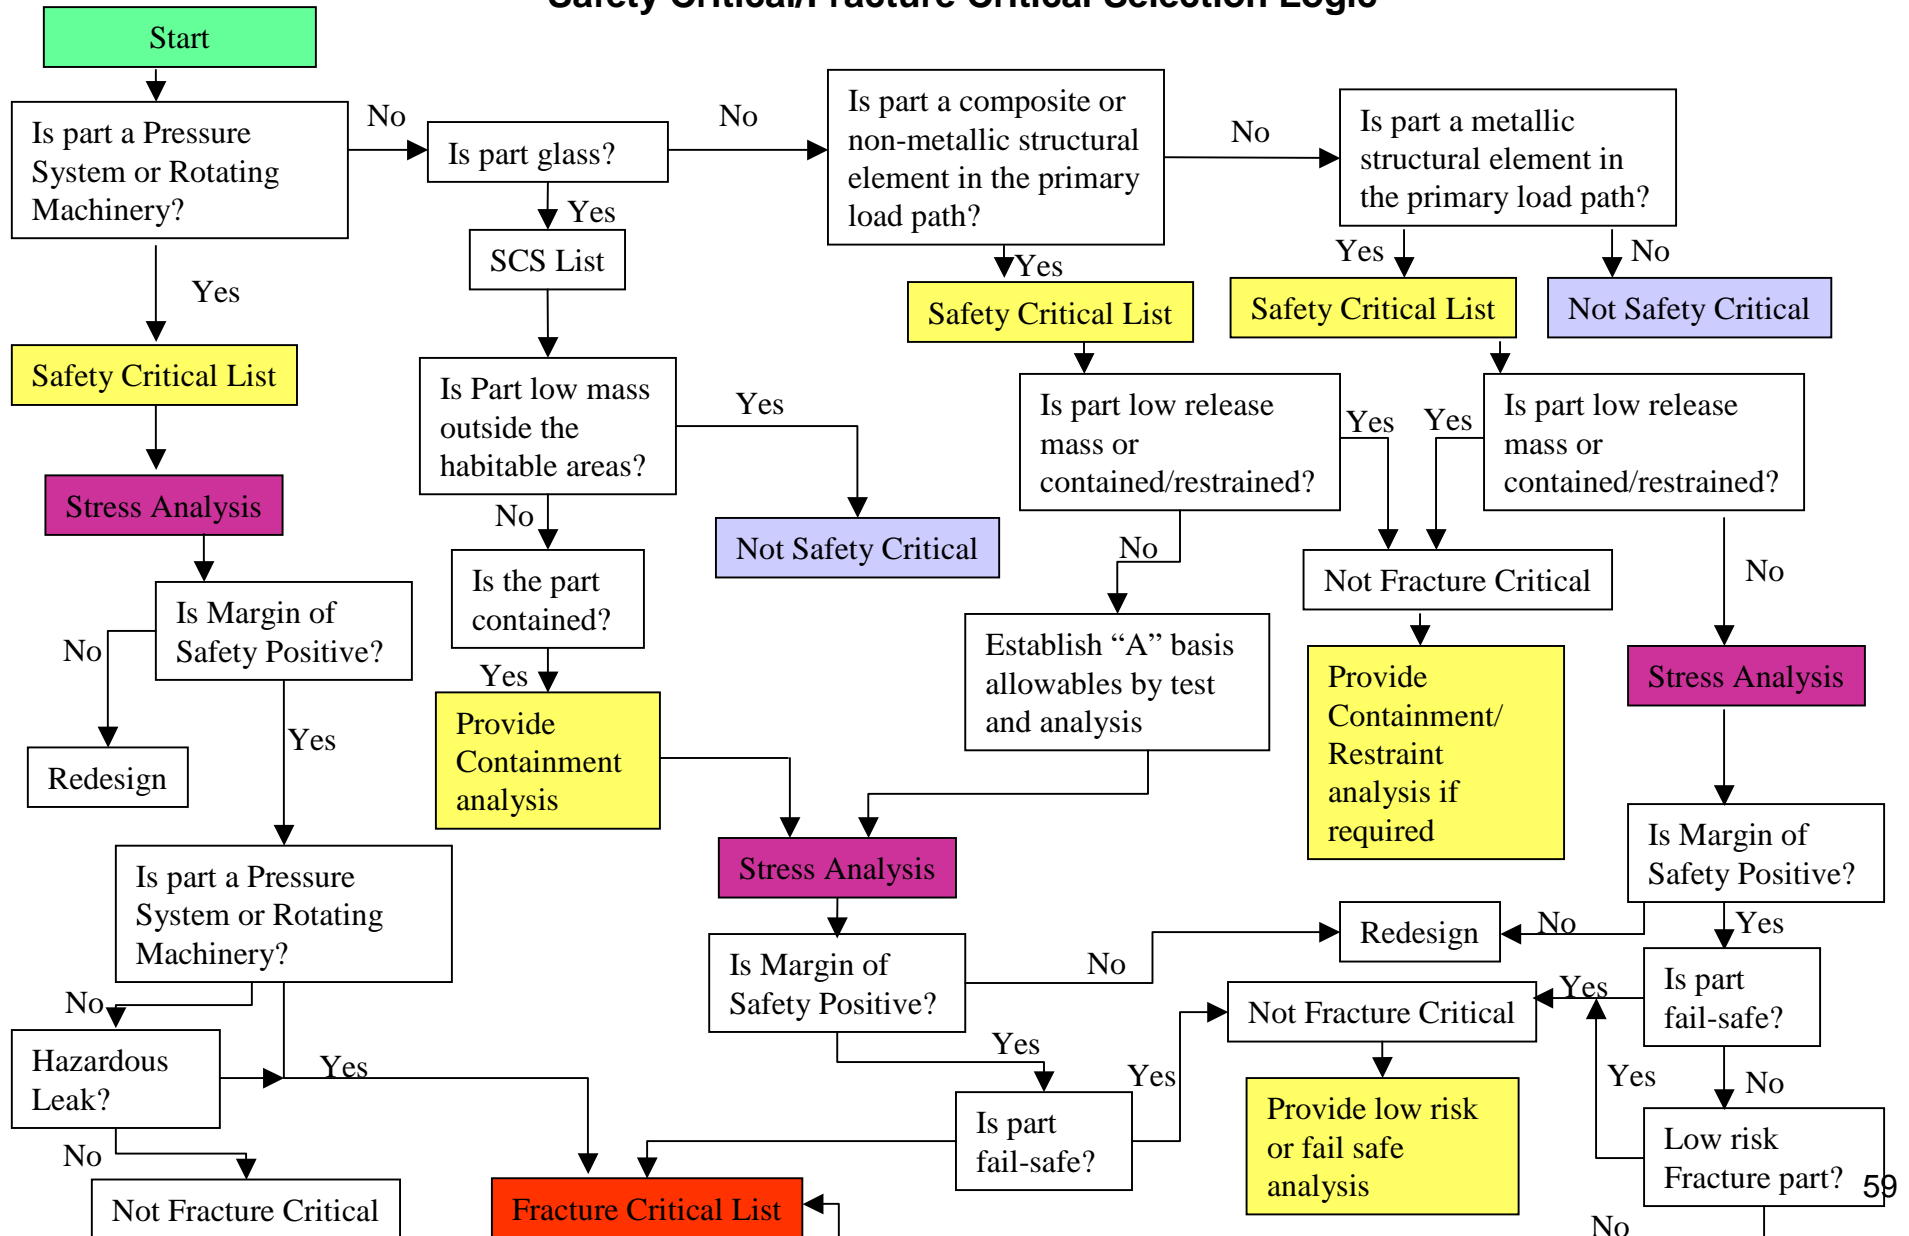 Safety Critical/Fracture Critical Selection Logic
Start
Is part a Pressure
System or Rotating
Machinery?
No
Is part glass?
No
Is part a composite or
non-metallic structural
element in the primary
load path?
No
Is part a metallic
structural element in
the primary load path?
Yes
Safety Critical List
Stress Analysis
Is Margin of
Safety Positive?
No
Redesign
Yes
Is part a Pressure
System or Rotating
Machinery?
No
Hazardous
Leak?
Yes
No
Not Fracture Critical
Yes
SCS List
Is Part low mass
outside the
habitable areas?
Yes
Not Safety Critical
No
Is the part
contained?
Yes
Provide
Containment
analysis
Yes
Safety Critical List
Is part low release
mass or
contained/restrained?
Yes
No
Establish “A” basis
allowables by test
and analysis
Stress Analysis
Is Margin of
Safety Positive?
No
Redesign
Yes
Is part
fail-safe?
Yes
Fracture Critical List
Yes
Safety Critical List
No
Not Safety Critical
Is part low release
mass or
contained/restrained?
Yes
Not Fracture Critical
Provide
Containment/
Restraint
analysis if
required
No
Stress Analysis
Is Margin of
Safety Positive?
No
Yes
Is part
fail-safe?
Yes
Not Fracture Critical
Provide low risk
or fail safe
analysis
No
Yes
Low risk
Fracture part?
No
59